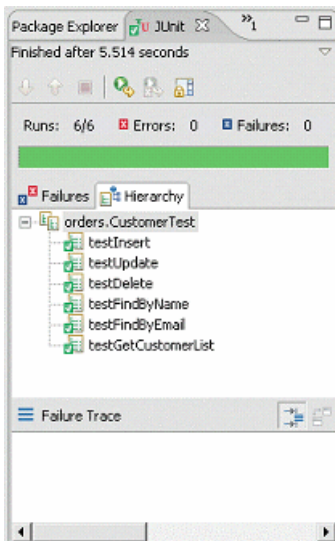 Package Explorer JUnit »1
Finished after 5.514 seconds
Runs: 6/6 Errors: 0 Failures: 0
Failures Hierarchy
orders.CustomerTest
testInsert
testUpdate
testDelete
testFindByName
testFindByEmail
testGetCustomerList
Failure Trace